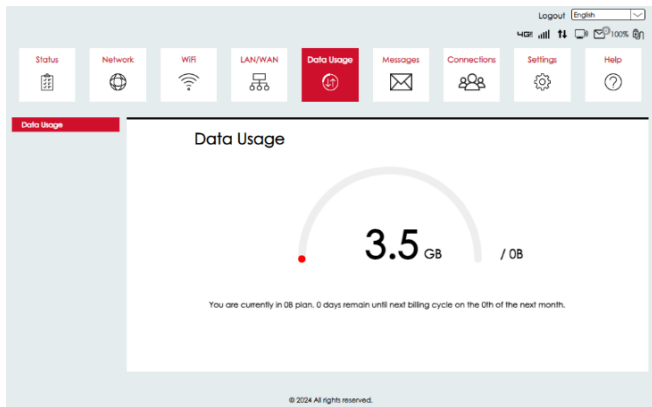 Logout English
4GE 100%
Status Network WiFi LAN/WAN Data Usage Messages Connections Settings Help
Data Usage
Data Usage
3.5 GB / 0B
You are currently in 0B plan. 0 days remain until next billing cycle on the 0th of the next month.
© 2024 All rights reserved.